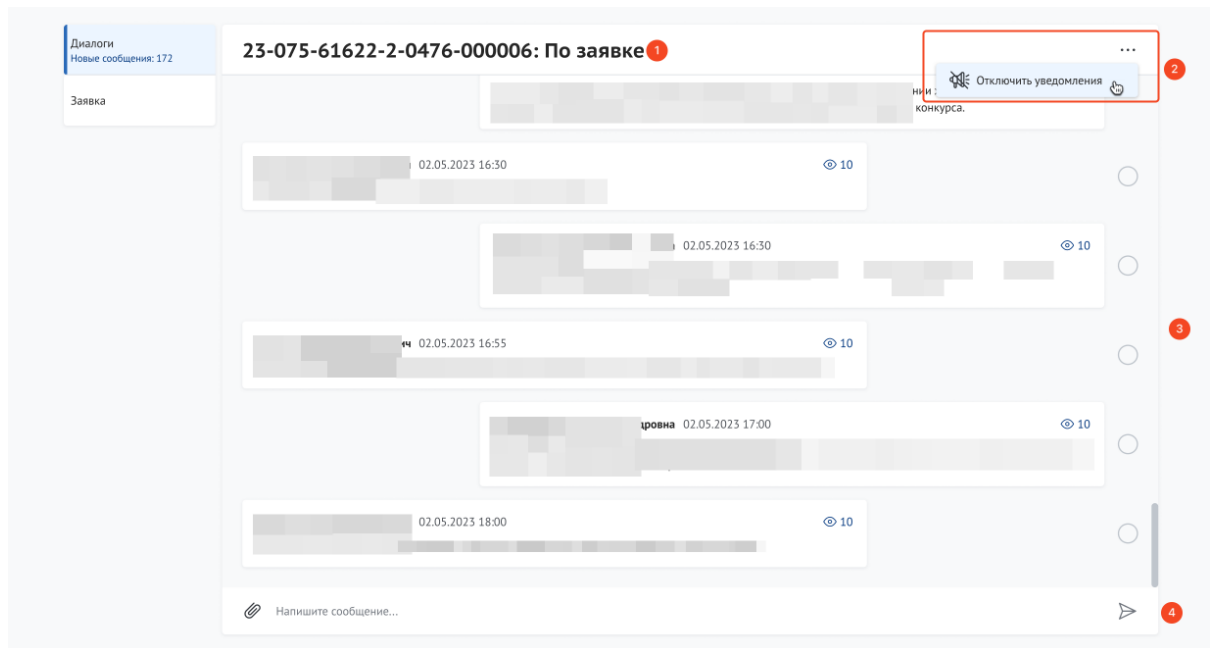 Диалоги
Новые сообщения: 172
Заявка
23-075-61622-2-0476-000006: По заявке 1
...
2
Отключить уведомления
конкурса.
02.05.2023 16:30 10
02.05.2023 16:30 10
3
02.05.2023 16:55 10
02.05.2023 17:00 10
02.05.2023 18:00 10
Напишите сообщение...
4